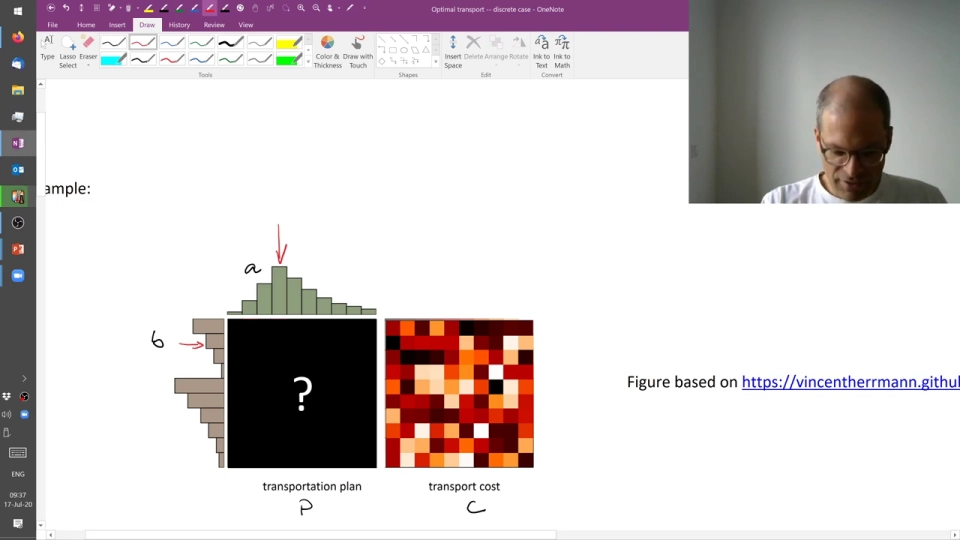 Optimal transport -- discrete case - OneNote
File Home Insert Draw History Review View
Type
Lasso Select
Eraser
Color & Thickness
Draw with Touch
Insert Space
Delete
Arrange
Rotate
Ink to Text
Ink to Math
Tools
Shapes
Edit
Convert
ample:
a
b
?
Figure based on https://vincentherrmann.github
transportation plan
transport cost
P
C
ENG
09:37
17-Jul-20